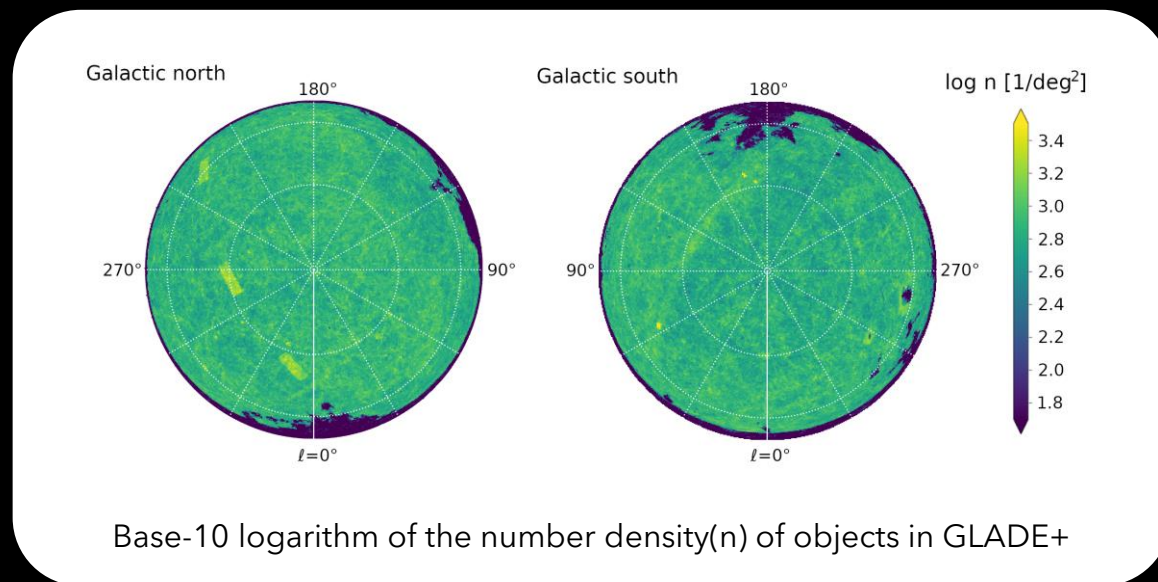 Galactic north
180°
270°
90°
ℓ=0°
Galactic south
180°
90°
270°
ℓ=0°
log n [1/deg²]
3.4
3.2
3.0
2.8
2.6
2.4
2.2
2.0
1.8
Base-10 logarithm of the number density(n) of objects in GLADE+